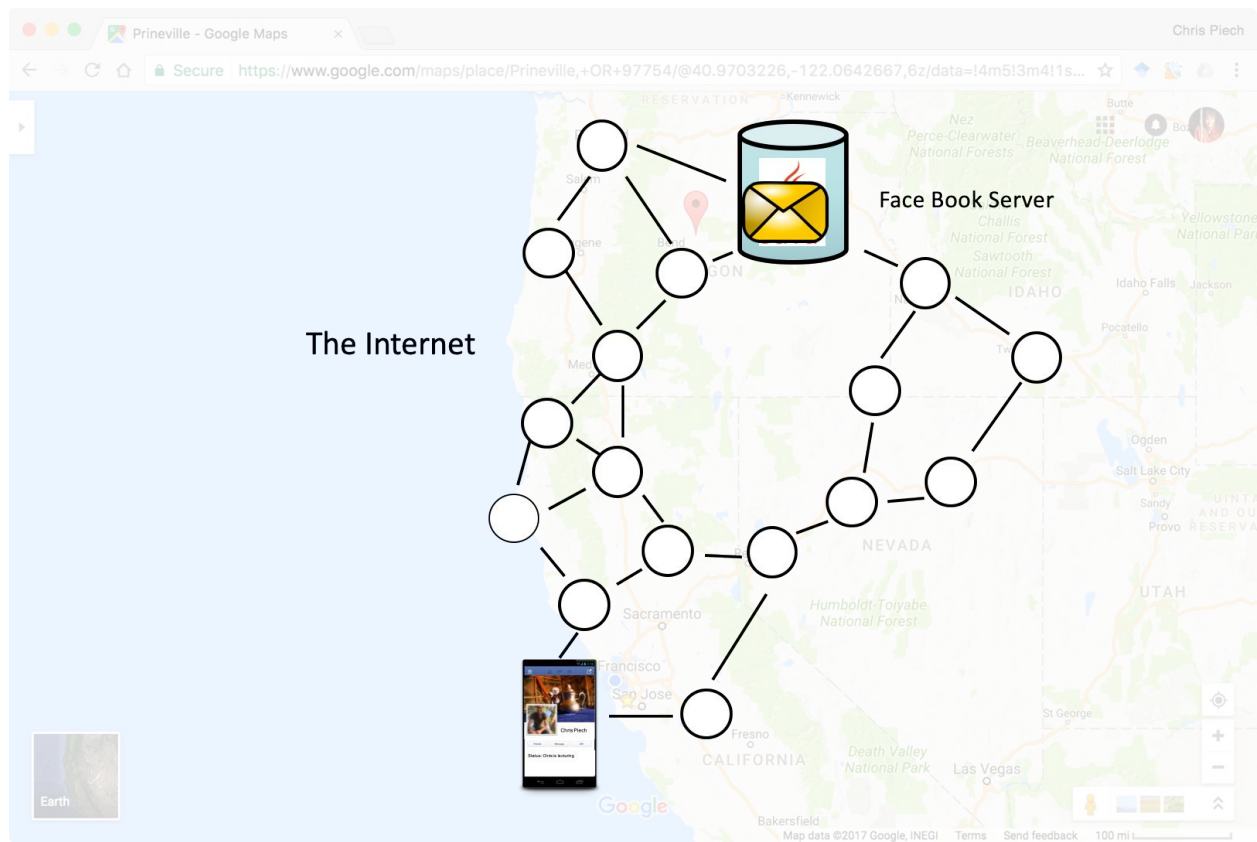 Prineville - Google Maps
Chris Piech
Secure https://www.google.com/maps/place/Prineville,+OR+97754/@40.9703226,-122.0642667,6z/data=!4m5!3m4!1s...
RESERVATION
Kennewick
Butte
Nez
Perce-Clearwater
National Forests
Beaverhead-Deerlodge
National Forest
Salem
Face Book Server
Challis
National Forest
Yellowstone
Sawtooth
National Forest
Bend
IDAHO
Idaho Falls
Jackson
The Internet
Pocatello
Ogden
Salt Lake City
Sandy
Provo
NEVADA
UTAH
Sacramento
Humboldt-Toiyabe
National Forest
Francisco
San Jose
Chris Piech
Status: Chris is lecturing
St George
Fresno
CALIFORNIA
Death Valley
National Park
Las Vegas
Earth
Google
Bakersfield
Map data ©2017 Google, INEGI Terms Send feedback 100 mi